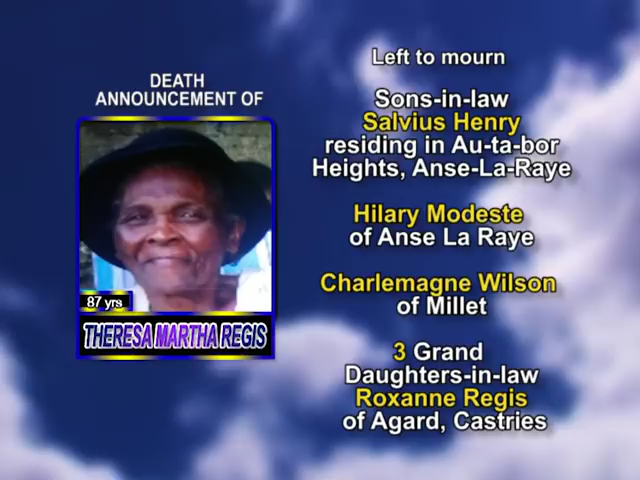 DEATH
ANNOUNCEMENT OF
87 yrs
THERESA MARTHA REGIS
Left to mourn
Sons-in-law
Salvius Henry
residing in Au-ta-bor
Heights, Anse-La-Raye
Hilary Modeste
of Anse La Raye
Charlemagne Wilson
of Millet
3 Grand
Daughters-in-law
Roxanne Regis
of Agard, Castries